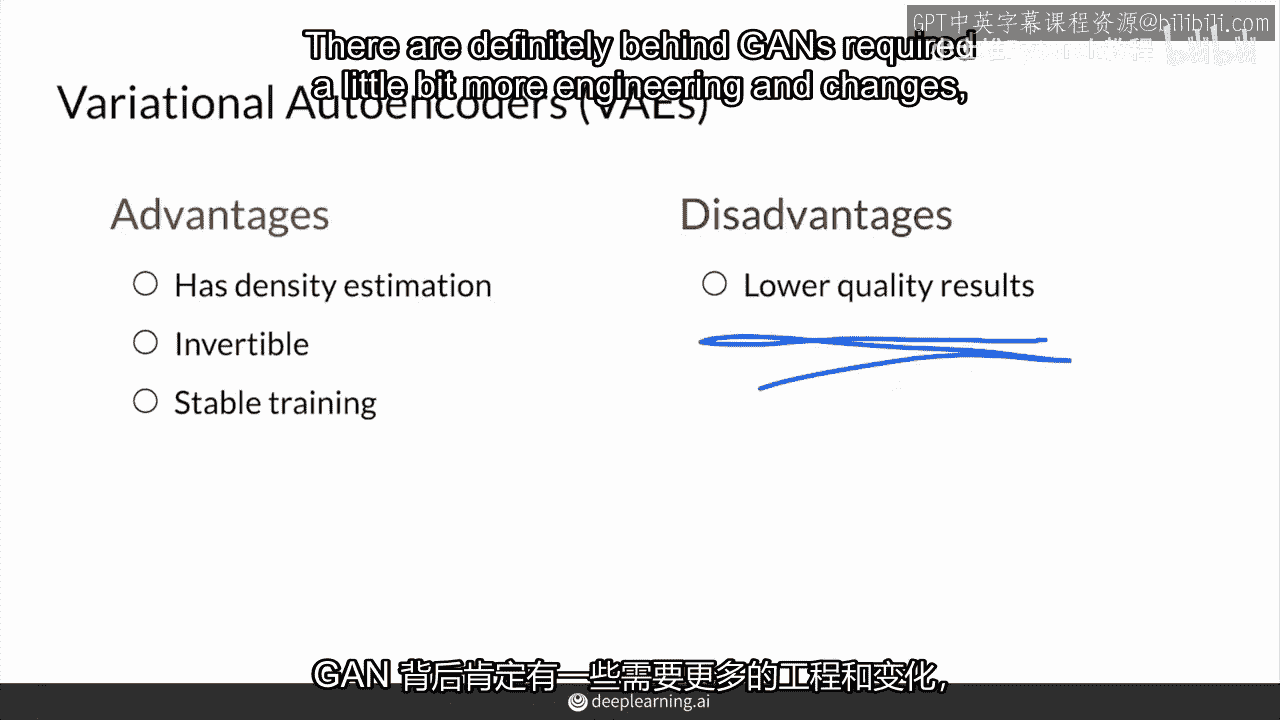 GPT中英字幕课程资源@bilibili.com
There are definitely behind GANs required
a little bit more engineering and changes,
Variational Autoencoders (VAEs)
Advantages
Has density estimation
Invertible
Stable training
Disadvantages
Lower quality results
GAN 背后肯定有一些需要更多的工程和变化,
deeplearning.ai